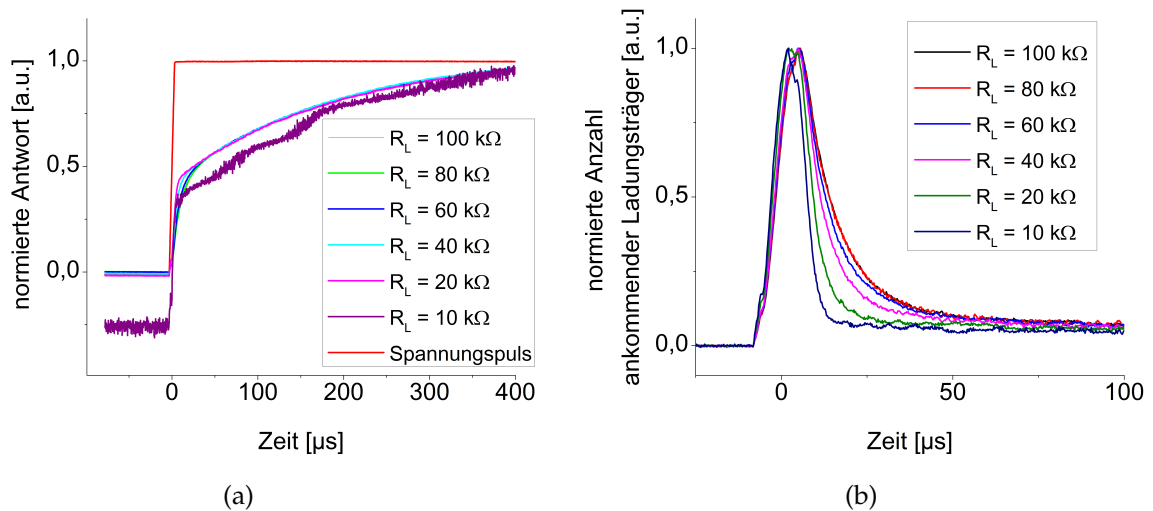 normierte Antwort [a.u.]
1,0
0,5
0,0
0
100
200
300
400
Zeit [µs]
R_L = 100 kΩ
R_L = 80 kΩ
R_L = 60 kΩ
R_L = 40 kΩ
R_L = 20 kΩ
R_L = 10 kΩ
Spannungspuls
(a)
normierte Anzahl
ankommender Ladungsträger [a.u.]
1,0
0,5
0,0
0
50
100
Zeit [µs]
R_L = 100 kΩ
R_L = 80 kΩ
R_L = 60 kΩ
R_L = 40 kΩ
R_L = 20 kΩ
R_L = 10 kΩ
(b)